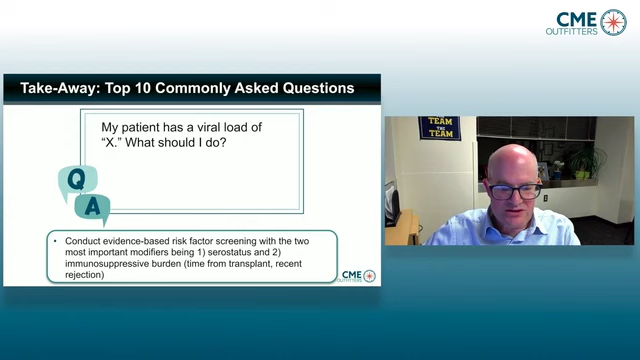 CME
OUTFITTERS
Take-Away: Top 10 Commonly Asked Questions
My patient has a viral load of
“X.” What should I do?
Q
A
• Conduct evidence-based risk factor screening with the two
most important modifiers being 1) serostatus and 2)
immunosuppressive burden (time from transplant, recent
rejection)
CME
OUTFITTERS
TEAM
THE
TEAM